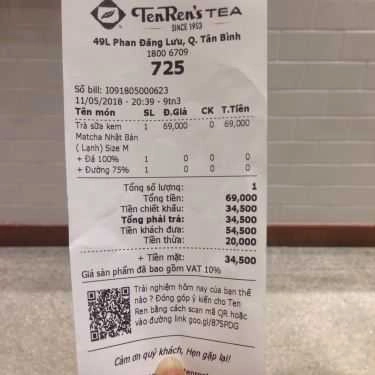 TenRen's TEA
SINCE 1953
49L Phan Đăng Lưu, Q. Tân Bình
1800 6709
725
Số bill: I091805000623
11/05/2018 - 20:39 - 9tn3
Tên món SL Đ.Giá CK T.Tiền
Trà sữa kem 1 69,000 0 69,000
Matcha Nhật Bản
( Lạnh) Size M
+ Đá 100% 1 0 0 0
+ Đường 75% 1 0 0 0
Tổng số lượng: 1
Tổng tiền: 69,000
Tiền chiết khấu: 34,500
Tổng phải trả: 34,500
Tiền khách đưa: 54,500
Tiền thừa: 20,000
+ Tiền mặt: 34,500
Giá sản phẩm đã bao gồm VAT 10%
Trải nghiệm hôm nay của bạn thế
nào ? Đóng góp ý kiến cho Ten
Ren bằng cách scan mã QR hoặc
vào đường link goo.gl/87SPDG
Cảm ơn quý khách, Hẹn gặp lại!